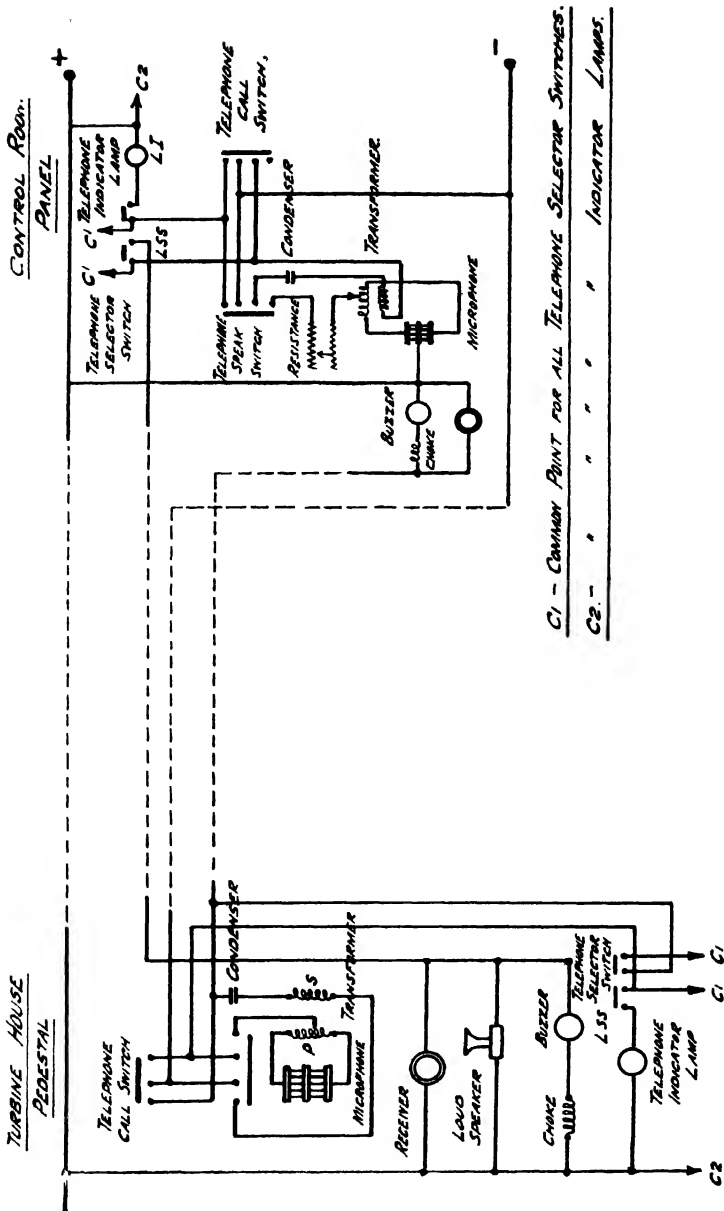 TURBINE HOUSE
PEDESTAL
TELEPHONE
CALL SWITCH
CONDENSER
S
TRANSFORMER
P
MICROPHONE
RECEIVER
LOUD
SPEAKER
CHOKE
BUZZER
TELEPHONE
SELECTOR
SWITCH
LSS
TELEPHONE
INDICATOR
LAMP
C1
C1
C2
CONTROL ROOM.
PANEL
+
C2
TELEPHONE
INDICATOR
LAMP
L I
C1
C1
LSS
TELEPHONE
SELECTOR
SWITCH
TELEPHONE
CALL
SWITCH.
CONDENSER
TRANSFORMER.
TELEPHONE
SPEAK
SWITCH
RESISTANCE
MICROPHONE
BUZZER
CHOKE
-
C1 - COMMON POINT FOR ALL TELEPHONE SELECTOR SWITCHES.
C2.- " " " " " INDICATOR LAMPS.